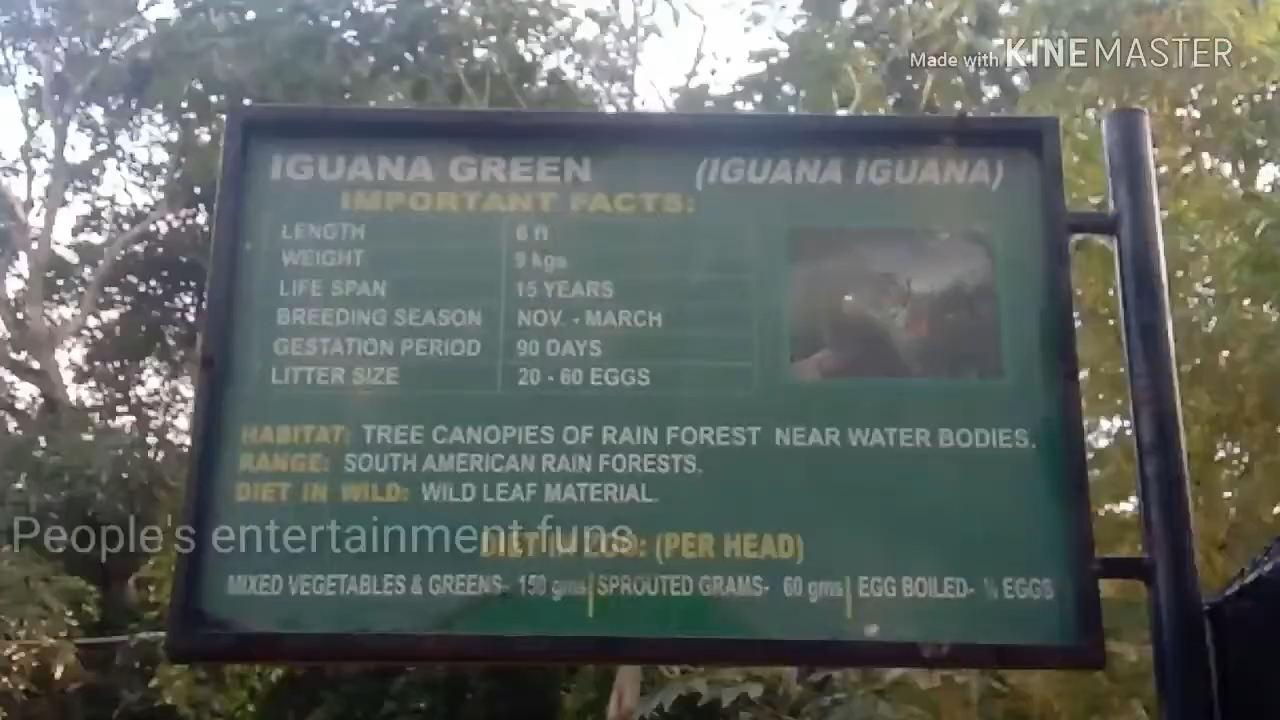 Made with KINEMASTER
IGUANA GREEN (IGUANA IGUANA)
IMPORTANT FACTS:
LENGTH 6 ft
WEIGHT 9 kgs
LIFE SPAN 15 YEARS
BREEDING SEASON NOV. - MARCH
GESTATION PERIOD 90 DAYS
LITTER SIZE 20 - 60 EGGS
HABITAT: TREE CANOPIES OF RAIN FOREST NEAR WATER BODIES.
RANGE: SOUTH AMERICAN RAIN FORESTS.
DIET IN WILD: WILD LEAF MATERIAL.
People's entertainment funs
DIET IN ZOO: (PER HEAD)
MIXED VEGETABLES & GREENS- 150 gms SPROUTED GRAMS- 60 gms EGG BOILED- EGGS